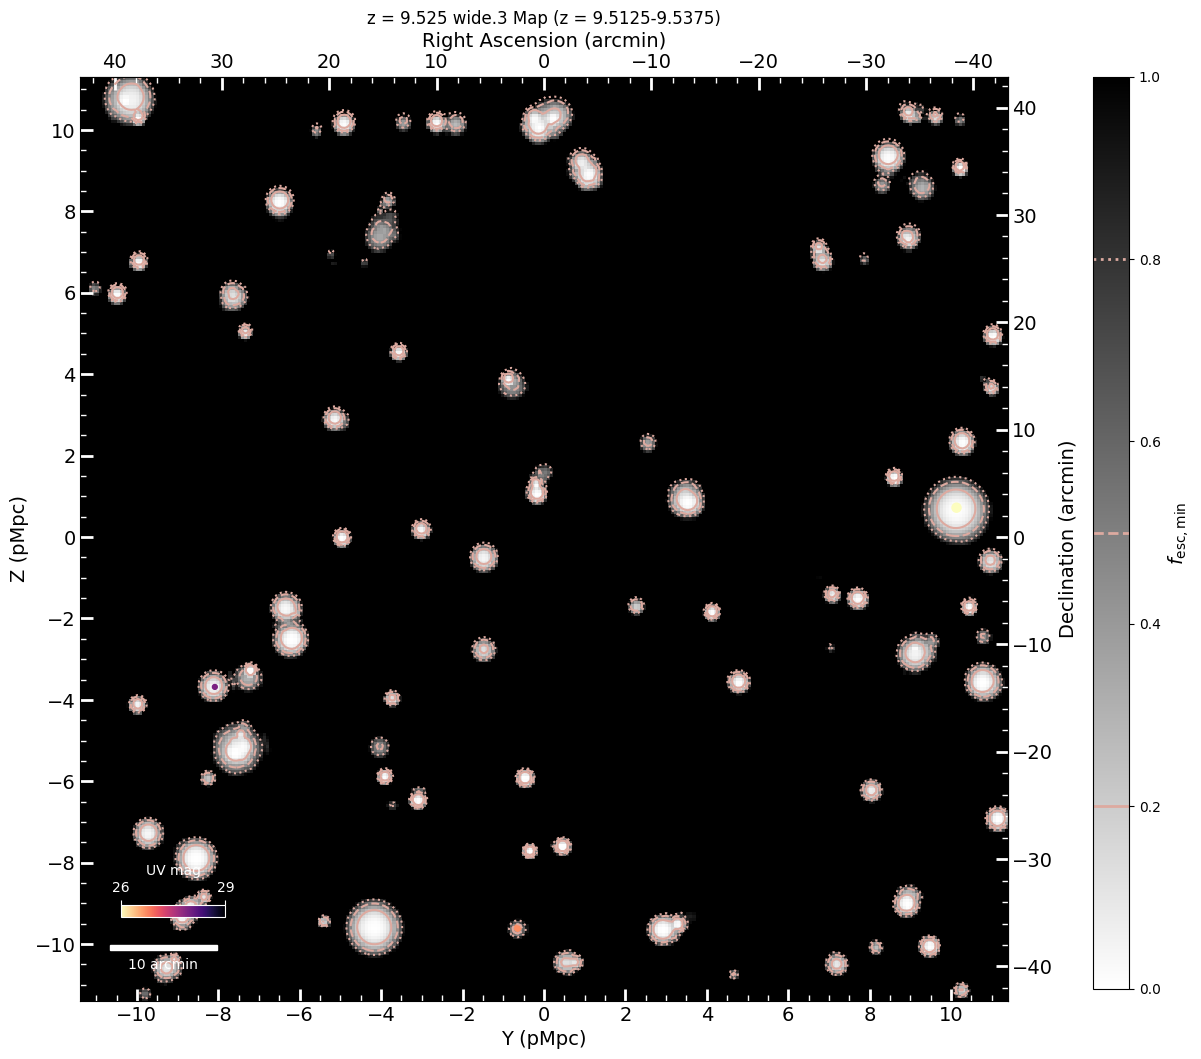 z = 9.525 wide.3 Map (z = 9.5125-9.5375)
Right Ascension (arcmin)
40 30 20 10 0 −10 −20 −30 −40
10
8
6
4
2
0
−2
−4
−6
−8
−10
Z (pMpc)
40
30
20
10
0
−10
−20
−30
−40
Declination (arcmin)
1.0
0.8
0.6
0.4
0.2
0.0
fesc,min
UV mag
26 29
10 arcmin
−10 −8 −6 −4 −2 0 2 4 6 8 10
Y (pMpc)